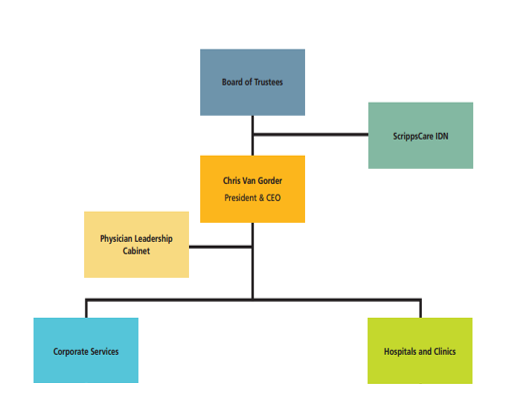 Board of Trustees
ScrippsCare IDN
Chris Van Gorder
President & CEO
Physician Leadership
Cabinet
Corporate Services
Hospitals and Clinics